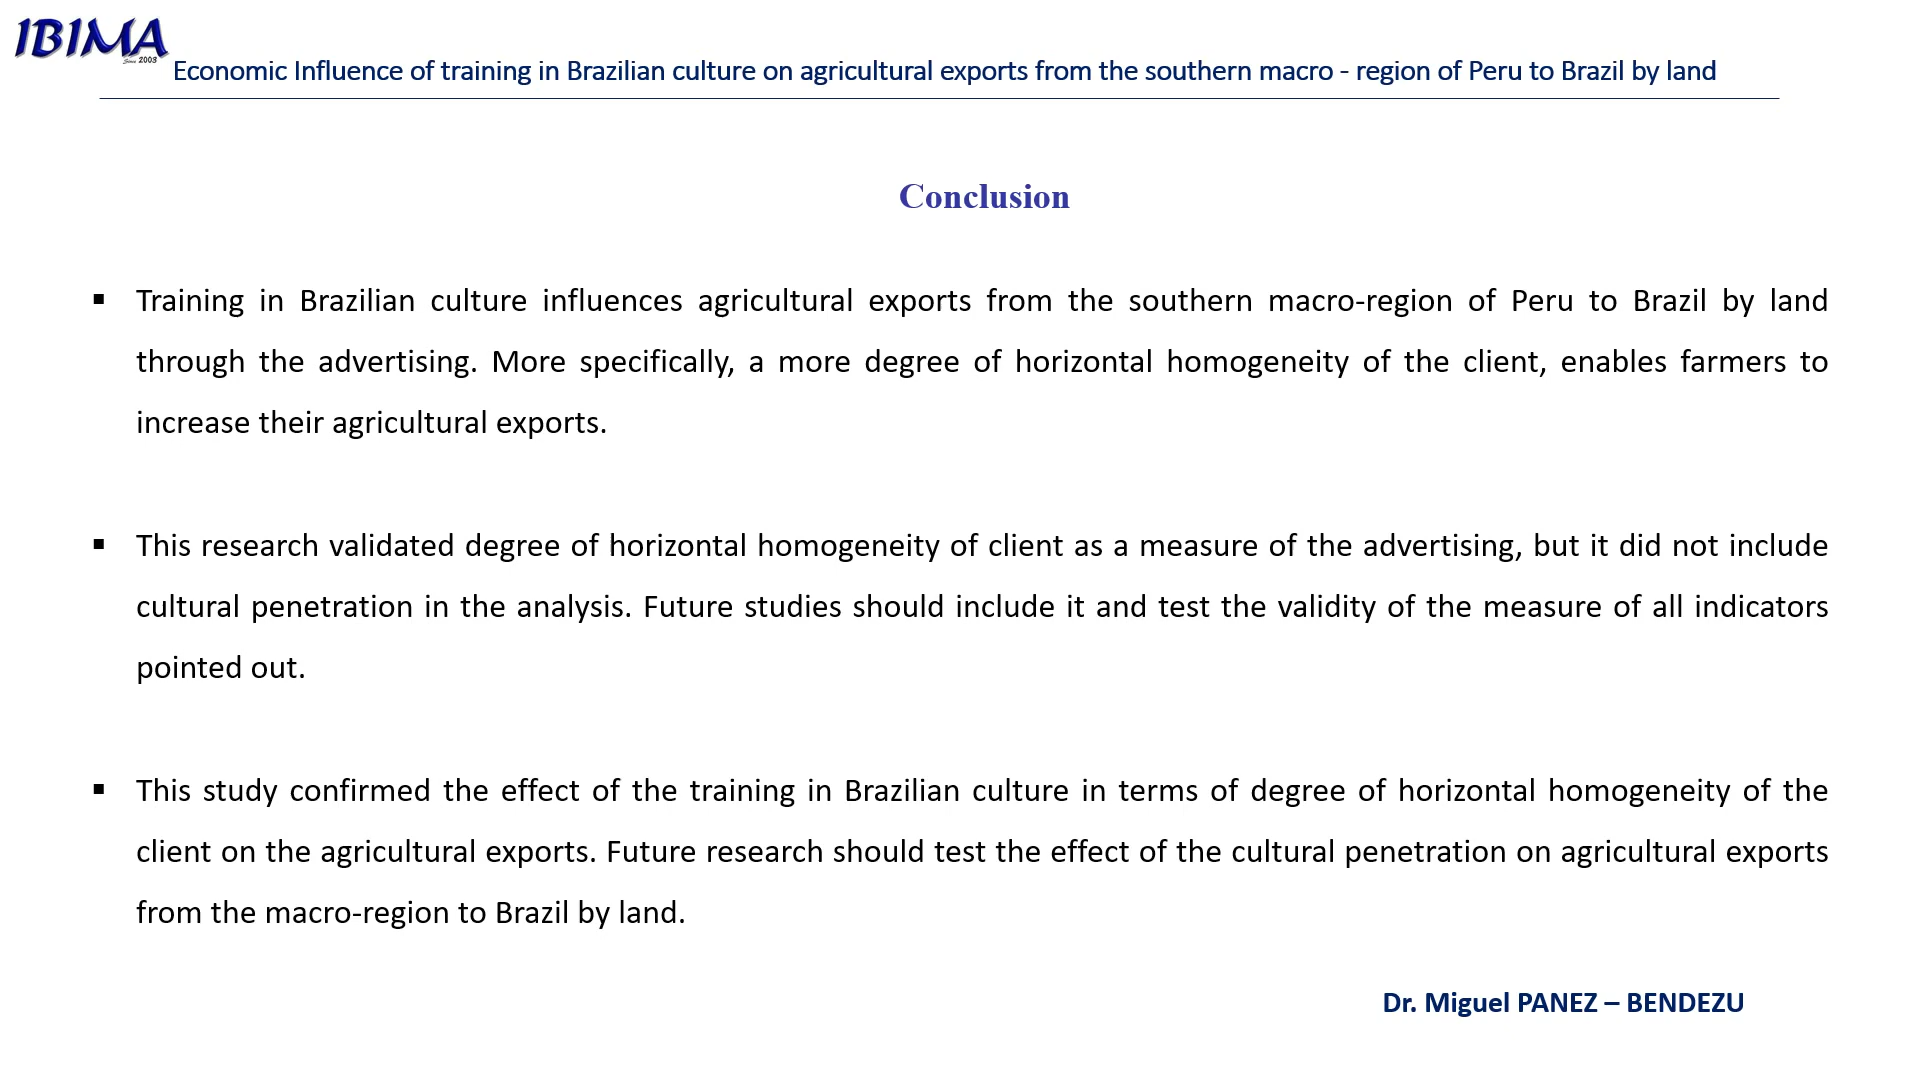 IBIMA
Since 2003
Economic Influence of training in Brazilian culture on agricultural exports from the southern macro - region of Peru to Brazil by land
Conclusion
▪ Training in Brazilian culture influences agricultural exports from the southern macro-region of Peru to Brazil by land
through the advertising. More specifically, a more degree of horizontal homogeneity of the client, enables farmers to
increase their agricultural exports.
▪ This research validated degree of horizontal homogeneity of client as a measure of the advertising, but it did not include
cultural penetration in the analysis. Future studies should include it and test the validity of the measure of all indicators
pointed out.
▪ This study confirmed the effect of the training in Brazilian culture in terms of degree of horizontal homogeneity of the
client on the agricultural exports. Future research should test the effect of the cultural penetration on agricultural exports
from the macro-region to Brazil by land.
Dr. Miguel PANEZ – BENDEZU